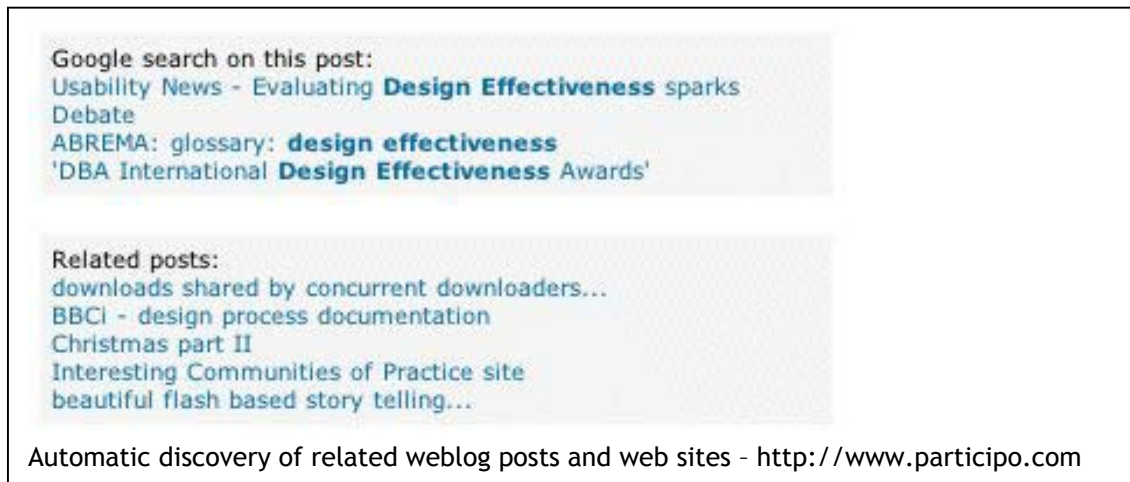 Google search on this post:
Usability News - Evaluating Design Effectiveness sparks
Debate
ABREMA: glossary: design effectiveness
'DBA International Design Effectiveness Awards'
Related posts:
downloads shared by concurrent downloaders...
BBCi - design process documentation
Christmas part II
Interesting Communities of Practice site
beautiful flash based story telling...
Automatic discovery of related weblog posts and web sites – http://www.participo.com